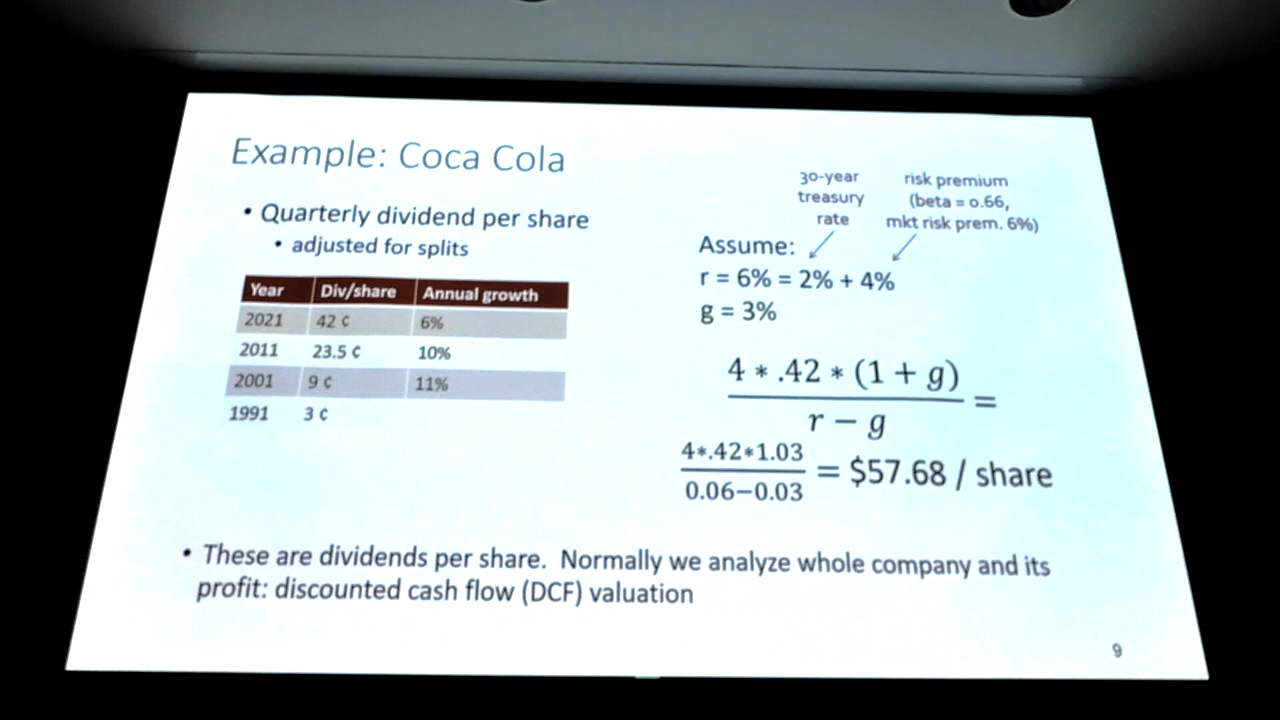 Example: Coca Cola
• Quarterly dividend per share
• adjusted for splits
Year Div/share Annual growth
2021 42 ¢ 6%
2011 23.5 ¢ 10%
2001 9 ¢ 11%
1991 3 ¢
30-year
treasury
rate
risk premium
(beta = 0.66,
mkt risk prem. 6%)
Assume:
r = 6% = 2% + 4%
g = 3%
4 * .42 * (1 + g)
r − g
=
4*.42*1.03
0.06−0.03
= $57.68 / share
• These are dividends per share. Normally we analyze whole company and its
profit: discounted cash flow (DCF) valuation
9